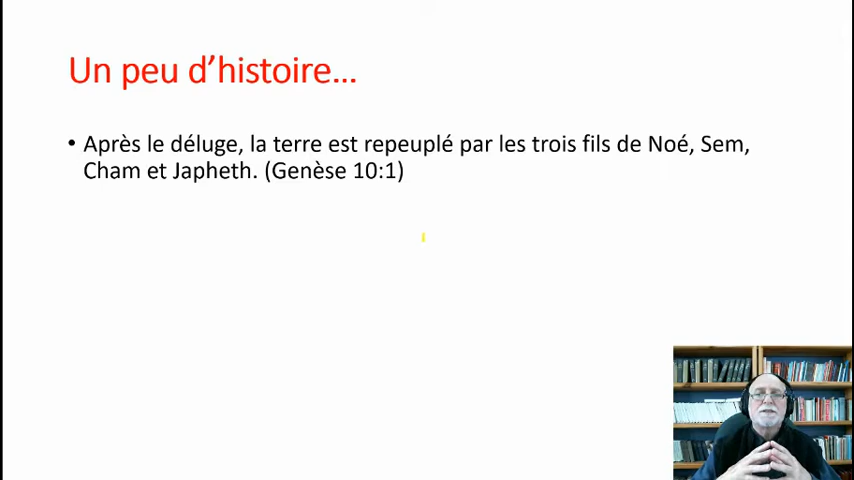 Un peu d’histoire…
• Après le déluge, la terre est repeuplé par les trois fils de Noé, Sem,
Cham et Japheth. (Genèse 10:1)